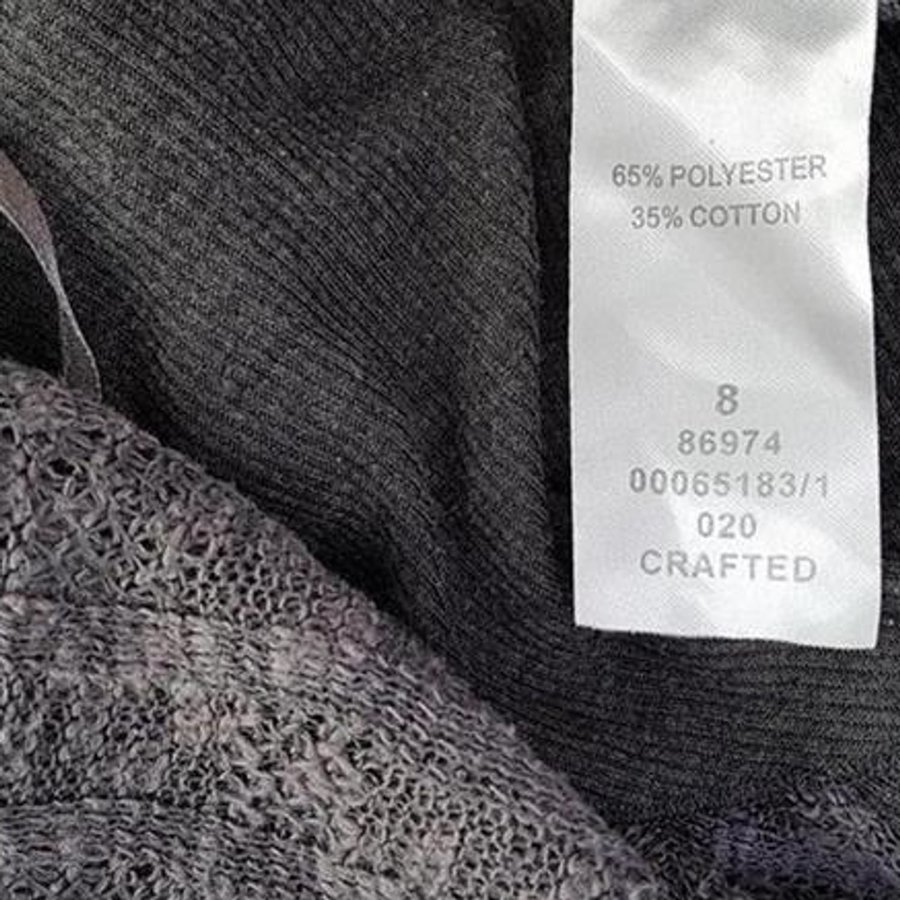 65% POLYESTER
35% COTTON
8
86974
00065183/1
020
CRAFTED